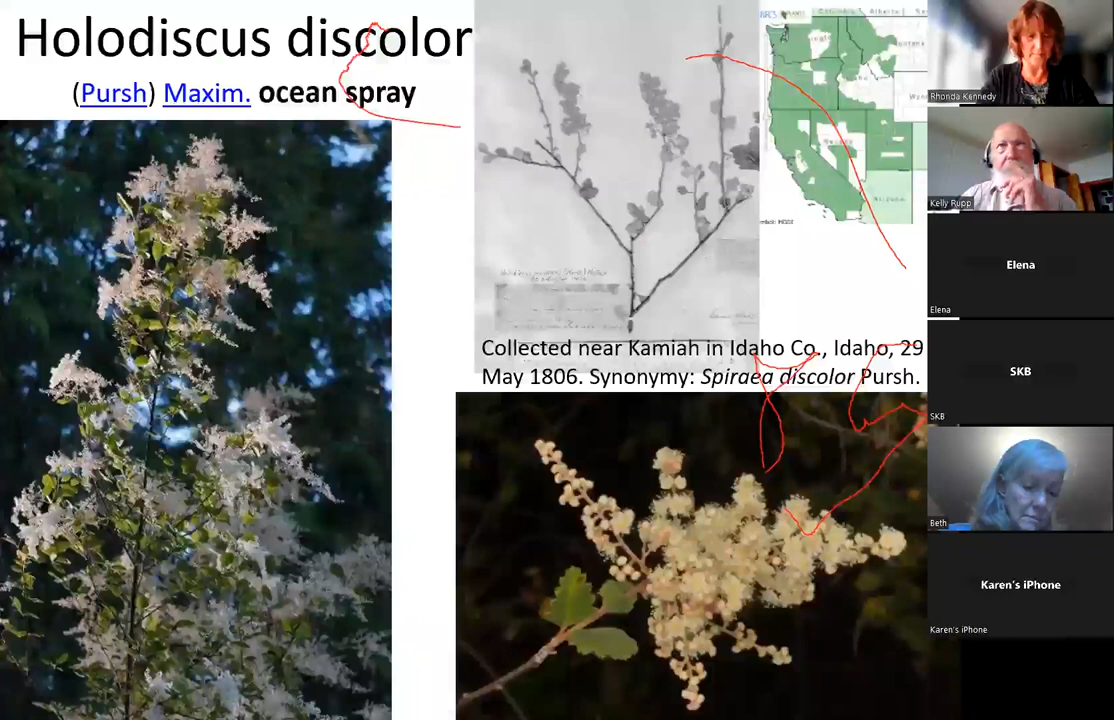 Holodiscus discolor
(Pursh) Maxim. ocean spray
Collected near Kamiah in Idaho Co., Idaho, 29
May 1806. Synonymy: Spiraea discolor Pursh.
Rhonda Kennedy
Kelly Rupp
Elena
Elena
SKB
SKB
Beth
Karen's iPhone
Karen's iPhone